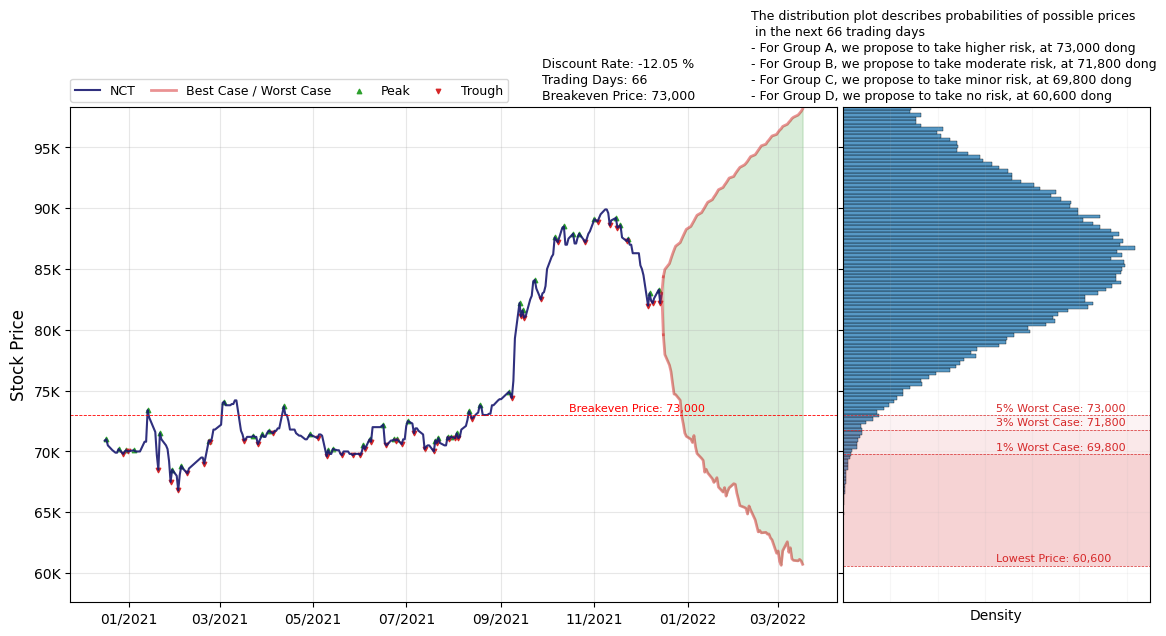 The distribution plot describes probabilities of possible prices
in the next 66 trading days
- For Group A, we propose to take higher risk, at 73,000 dong
- For Group B, we propose to take moderate risk, at 71,800 dong
- For Group C, we propose to take minor risk, at 69,800 dong
- For Group D, we propose to take no risk, at 60,600 dong
Discount Rate: -12.05 %
Trading Days: 66
Breakeven Price: 73,000
NCT
Best Case / Worst Case
Peak
Trough
Stock Price
95K
90K
85K
80K
75K
70K
65K
60K
Breakeven Price: 73,000
01/2021
03/2021
05/2021
07/2021
09/2021
11/2021
01/2022
03/2022
5% Worst Case: 73,000
3% Worst Case: 71,800
1% Worst Case: 69,800
Lowest Price: 60,600
Density